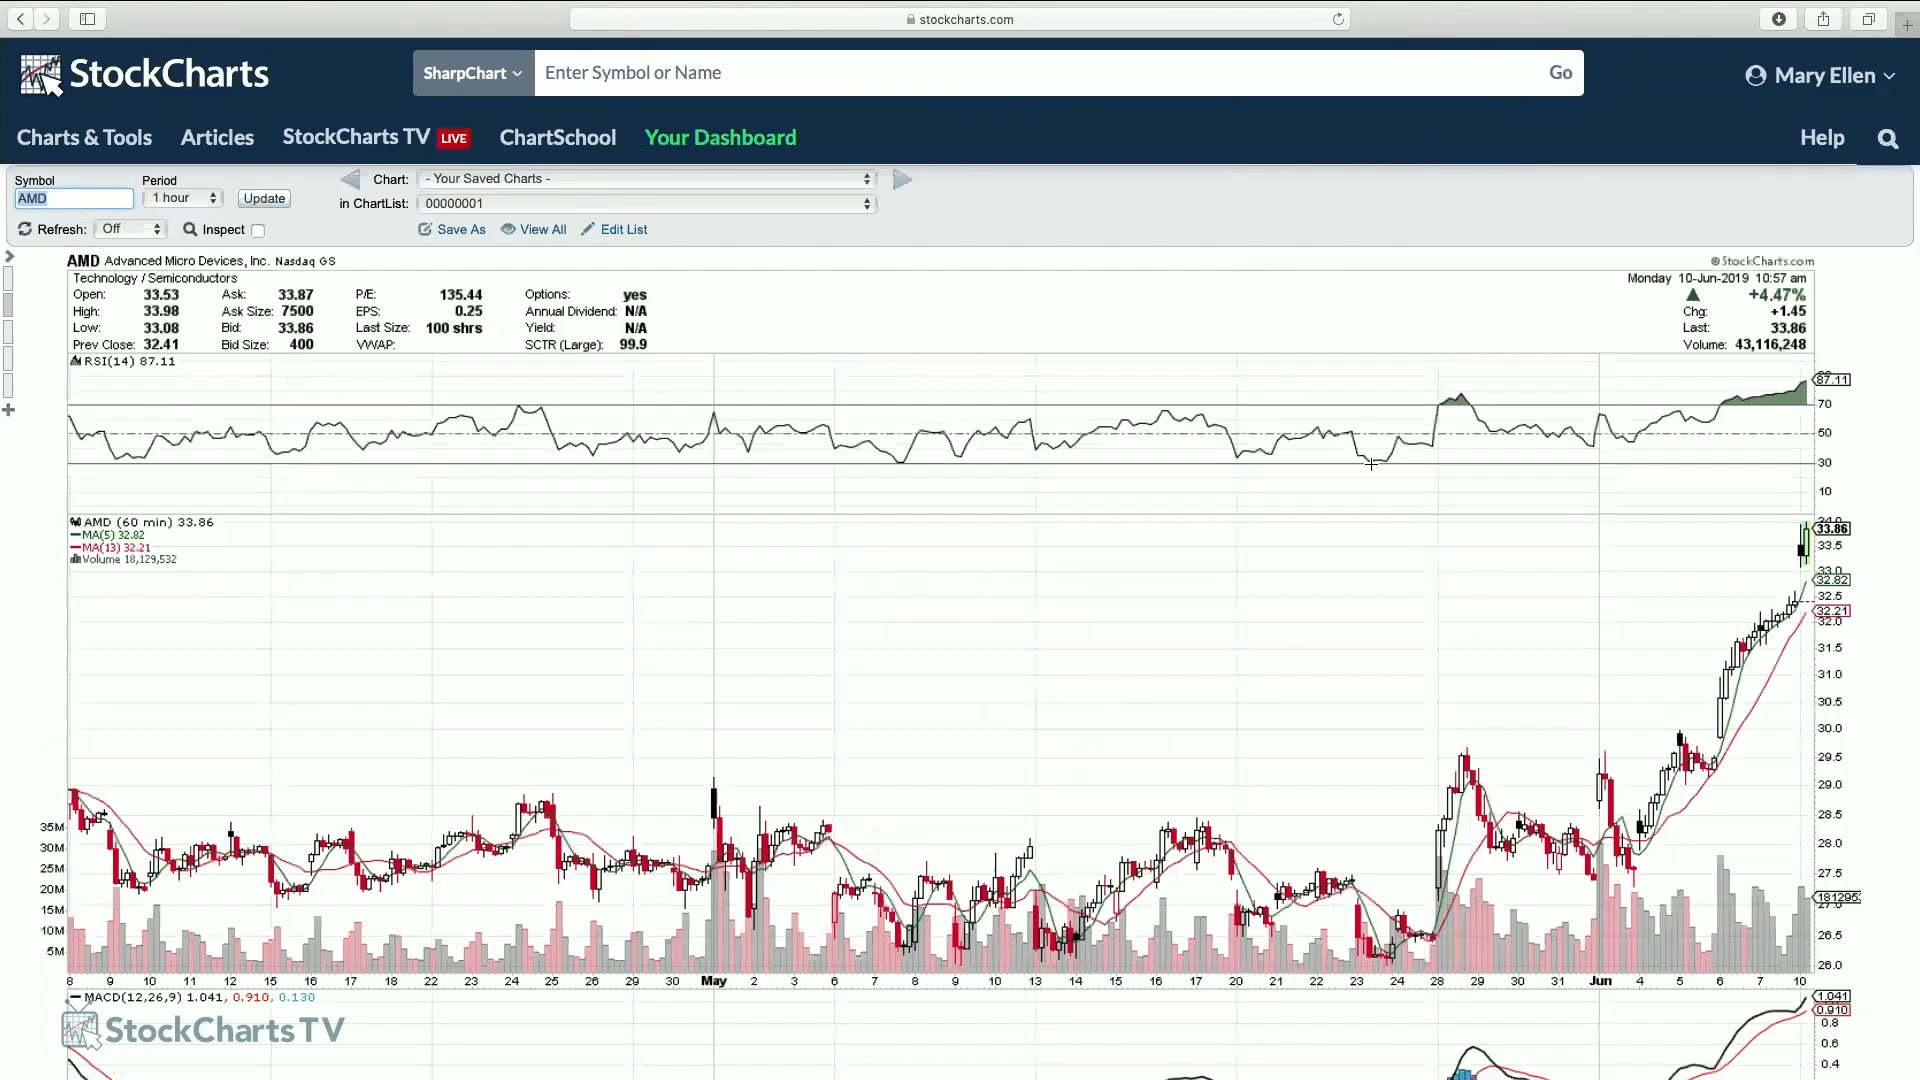 stockcharts.com
StockCharts
SharpChart
Enter Symbol or Name
Go
Mary Ellen
Charts & Tools
Articles
StockCharts TV LIVE
ChartSchool
Your Dashboard
Help
Symbol
Period
AMD
1 hour
Update
Chart: - Your Saved Charts -
in ChartList: 00000001
Refresh: Off
Inspect
Save As
View All
Edit List
AMD Advanced Micro Devices, Inc. Nasdaq GS
© StockCharts.com
Technology / Semiconductors
Monday 10-Jun-2019 10:57 am
Open: 33.53 Ask: 33.87 P/E: 135.44 Options: yes
+4.47%
High: 33.98 Ask Size: 7500 EPS: 0.25 Annual Dividend: N/A
Chg: +1.45
Low: 33.08 Bid: 33.86 Last Size: 100 shrs Yield: N/A
Last: 33.86
Prev Close: 32.41 Bid Size: 400 VWAP: SCTR (Large): 99.9
Volume: 43,116,248
RSI(14) 87.11
87.11
70
50
30
10
AMD (60 min) 33.86
MA(5) 32.82
MA(13) 32.21
Volume 18,129,532
34.0
33.86
33.5
33.0
32.82
32.5
32.21
32.0
31.5
31.0
30.5
30.0
29.5
29.0
28.5
28.0
27.5
27.0
26.5
26.0
1812953
35M
30M
25M
20M
15M
10M
5M
8 9 10 11 12 15 16 17 18 22 23 24 25 26 29 30 May 2 3 6 7 8 9 10 13 14 15 16 17 20 21 22 23 24 28 29 30 31 Jun 4 5 6 7 10
MACD(12,26,9) 1.041, 0.910, 0.130
1.041
0.910
0.8
0.6
0.4
StockCharts TV